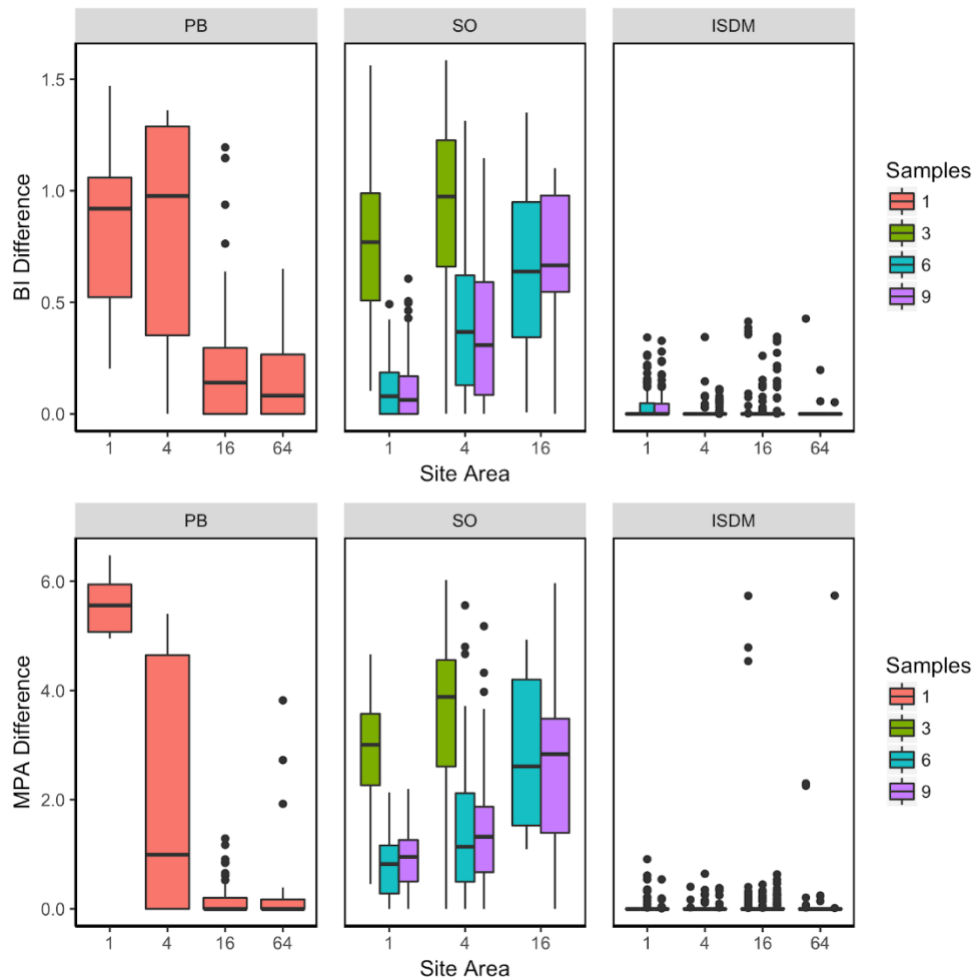 PB SO ISDM
1.5
1.0
0.5
0.0
BI Difference
1 4 16 64 1 4 16 1 4 16 64
Site Area
Samples
1
3
6
9
PB SO ISDM
6.0
4.0
2.0
0.0
MPA Difference
1 4 16 64 1 4 16 1 4 16 64
Site Area
Samples
1
3
6
9